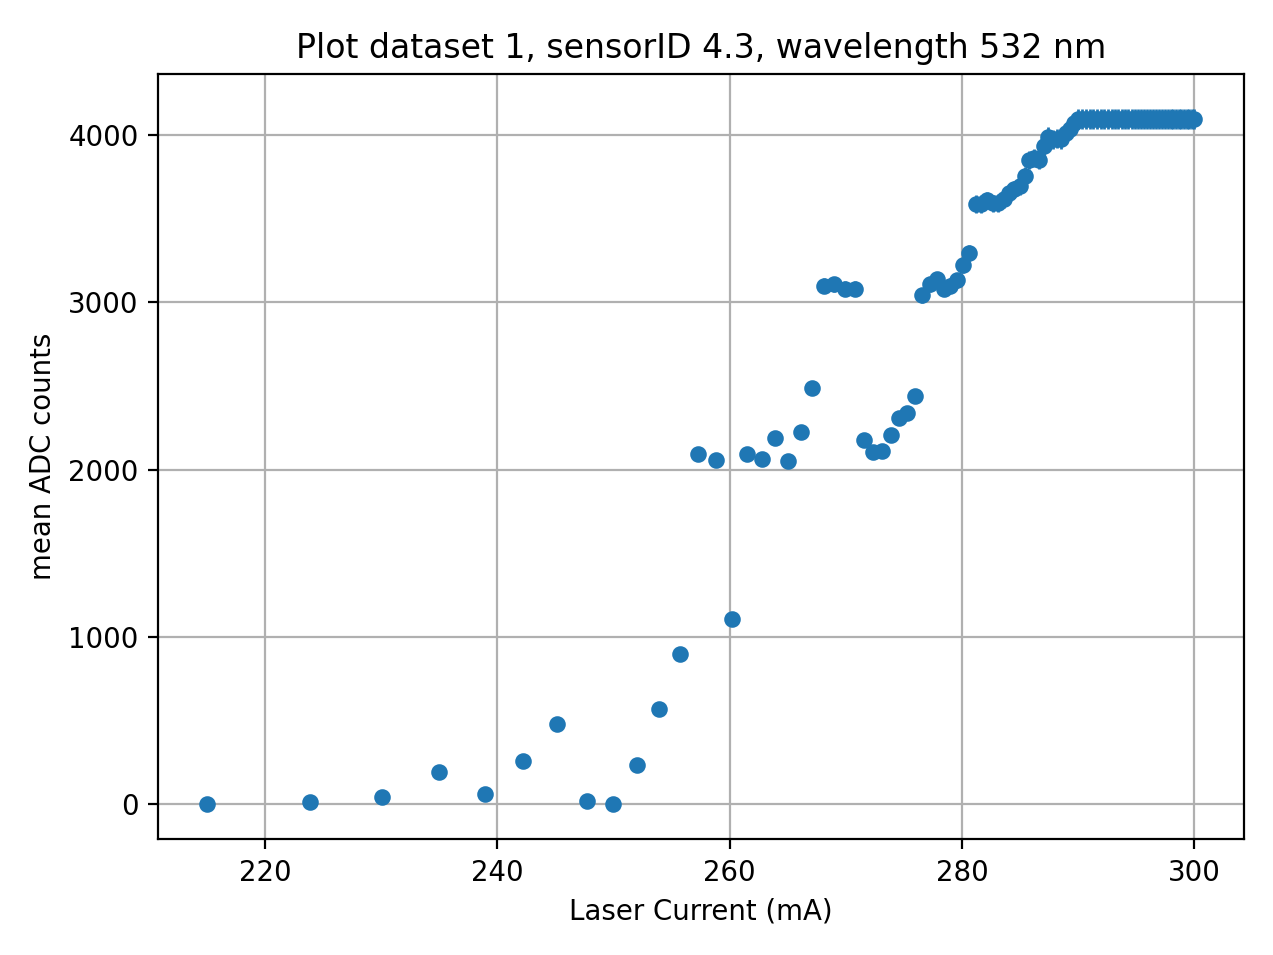 Plot dataset 1, sensorID 4.3, wavelength 532 nm
4000
3000
2000
1000
0
mean ADC counts
220 240 260 280 300
Laser Current (mA)